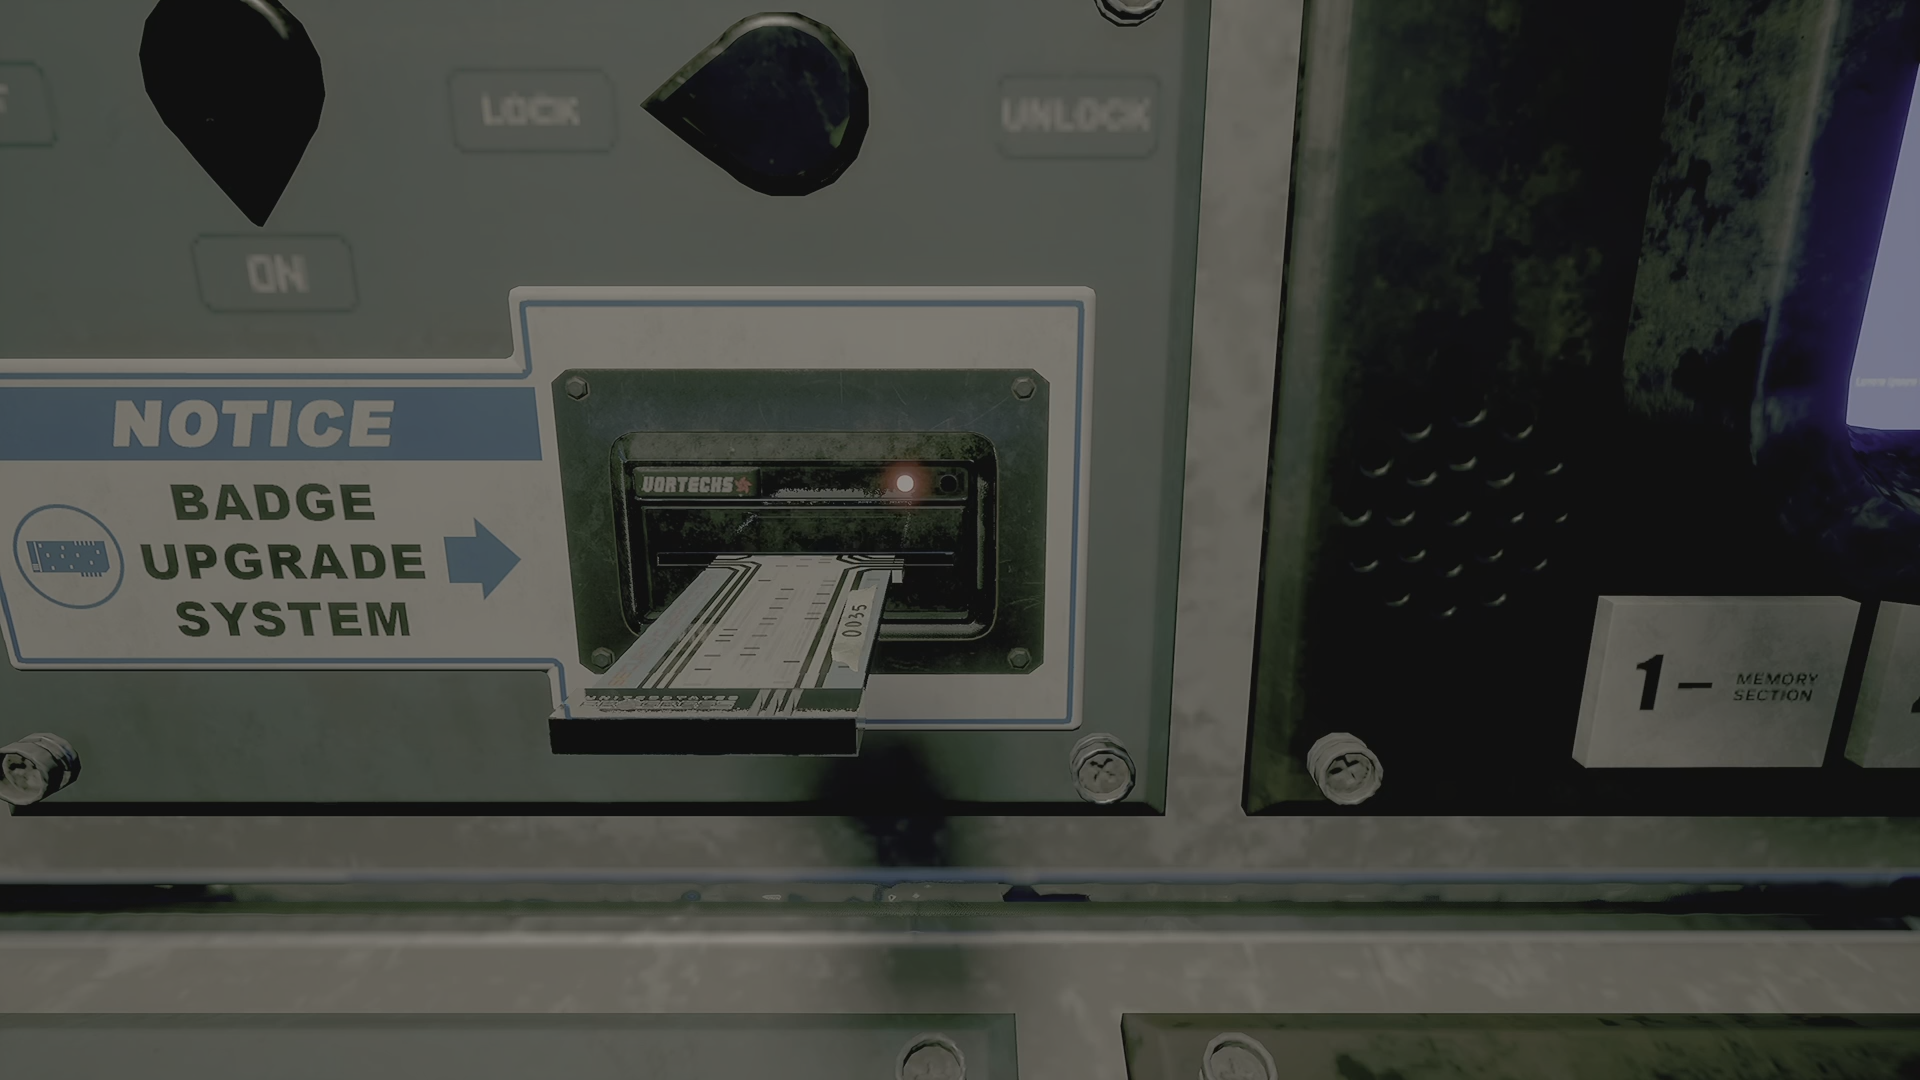 LOCK
UNLOCK
ON
NOTICE
BADGE
UPGRADE
SYSTEM
VORTECHS
0035
1 - MEMORY
SECTION